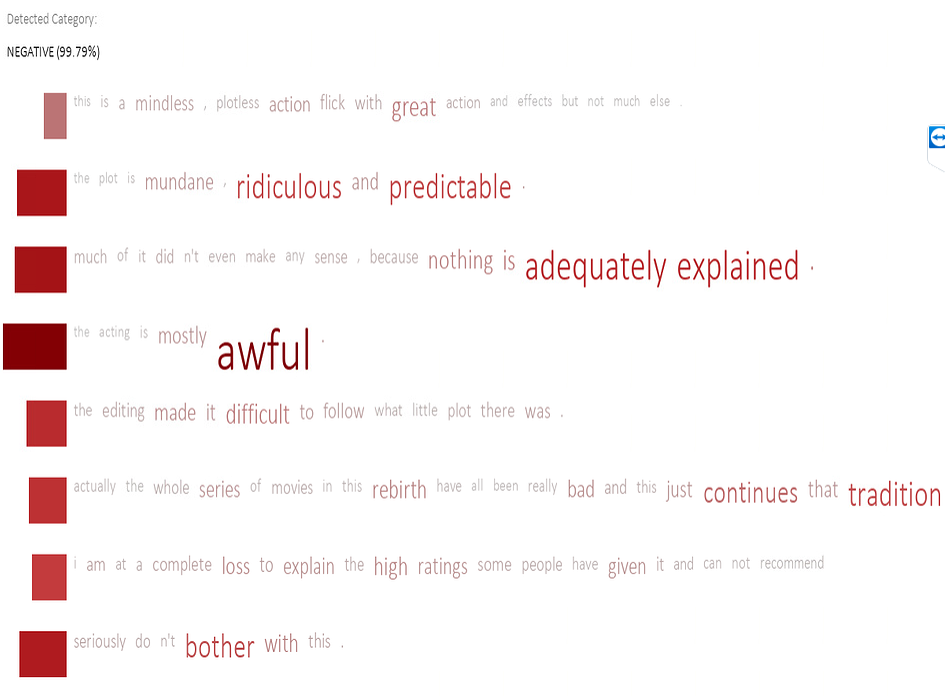 Detected Category:
NEGATIVE (99.79%)
this is a mindless , plotless action flick with great action and effects but not much else .
the plot is mundane , ridiculous and predictable .
much of it did n't even make any sense , because nothing is adequately explained .
the acting is mostly awful .
the editing made it difficult to follow what little plot there was .
actually the whole series of movies in this rebirth have all been really bad and this just continues that tradition
i am at a complete loss to explain the high ratings some people have given it and can not recommend
seriously do n't bother with this .